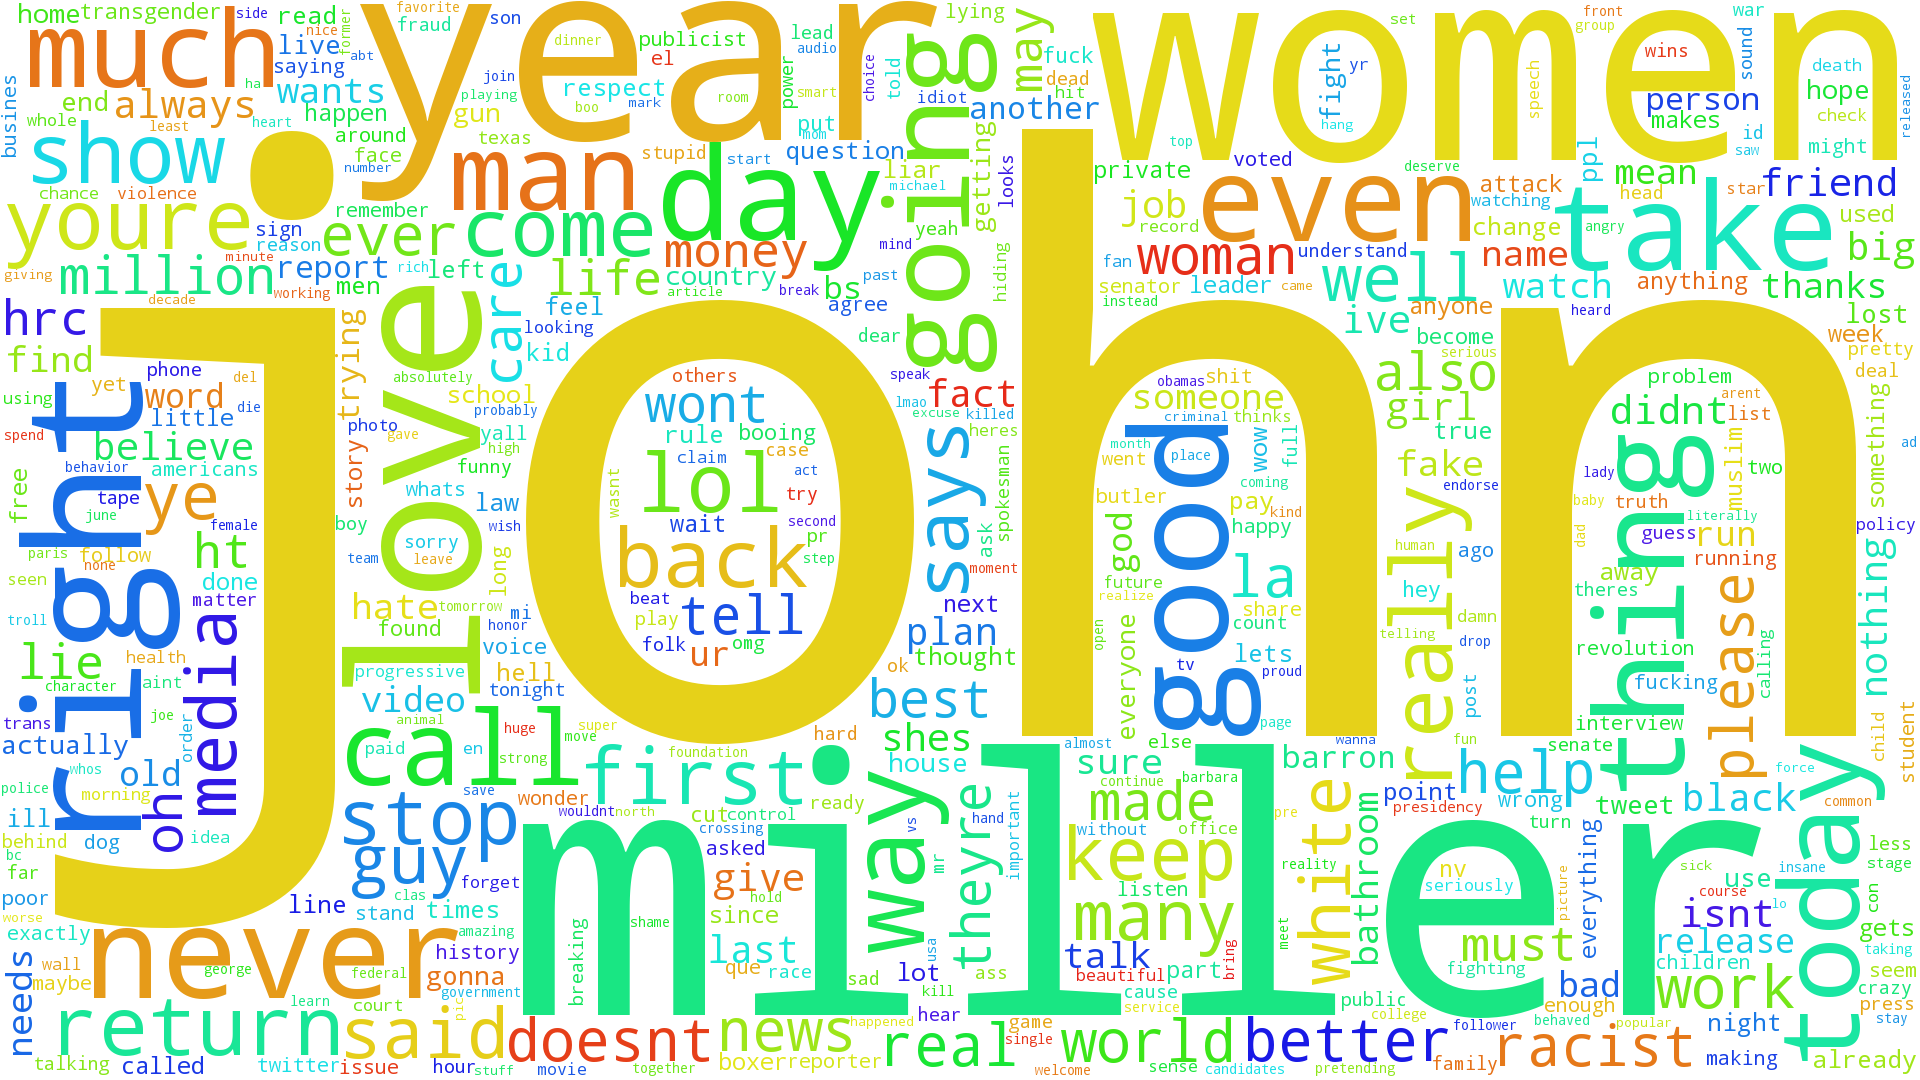 john
miller
women
year
right
love
good
going
thing
today
way
day
take
even
man
much
show
youre
never
return
said
call
first
stop
guy
back
lol
wont
tell
really
media
come
ever
million
always
wants
money
life
care
says
woman
well
ive
also
girl
fake
someone
fact
best
shes
plan
la
god
help
please
nothing
didnt
thanks
friend
big
name
watch
mean
job
another
may
person
hope
believe
ye
ht
lie
hrc
find
word
little
hate
video
old
oh
news
doesnt
real
world
better
racist
work
must
isnt
bad
release
black
white
bathroom
barron
sure
made
keep
many
talk
theyre
give
last
gonna
needs
called
twitter
issue
line
times
history
home
transgender
read
live
saying
side
nice
former
favorite
fraud
son
abt
ha
end
whole
least
heart
happen
around
face
number
busines
chance
violence
remember
sign
reason
minute
report
giving
men
left
rich
working
decade
join
playing
gun
texas
dinner
boo
publicist
el
respect
mark
room
stupid
start
question
put
mom
smart
audio
lead
power
choice
told
lying
idiot
liar
michael
yeah
mind
getting
looks
hiding
fuck
dead
hit
private
top
voted
fight
yr
hang
set
speech
front
group
wins
war
sound
death
check
released
makes
id
saw
might
ppl
attack
watching
deserve
record
change
understand
head
star
angry
used
fan
senator
instead
leader
came
anyone
anything
heard
become
serious
lost
week
pretty
deal
country
article
break
bs
past
agree
dear
feel
looking
kid
trying
phone
yet
del
die
using
spend
photo
absolutely
school
probably
gave
high
yall
funny
whats
law
wish
story
free
behavior
americans
tape
june
female
paris
none
follow
seen
done
matter
troll
boy
team
sorry
leave
long
tomorrow
found
mi
honor
voice
progressive
hell
tonight
health
character
aint
joe
trans
actually
order
whos
police
morning
ill
behind
dog
idea
bc
far
poor
worse
exactly
wall
maybe
talking
others
rule
booing
claim
case
act
wasnt
try
wait
second
pr
step
beat
play
folk
ur
omg
speak
lmao
excuse
killed
heres
spokesman
ask
moment
next
thought
ok
obamas
shit
criminal
thinks
month
went
place
wow
full
coming
butler
pay
kind
happy
future
realize
share
count
everyone
open
lets
tv
proud
page
post
human
hey
ago
damn
telling
drop
fun
endorse
problem
arent
list
lady
two
baby
truth
muslim
literally
guess
run
running
dad
away
theres
revolution
fucking
calling
interview
senate
true
something
ad
policy
child
student
animal
paid
en
huge
strong
super
move
foundation
hard
save
wonder
wouldnt
north
ready
house
else
almost
wanna
continue
barbara
cut
control
crossing
asked
forget
clas
stand
since
hold
shame
breaking
amazing
federal
george
court
learn
government
pic
que
race
hour
stuff
movie
together
boxer
reporter
happened
sad
lot
usa
kill
hear
ass
vs
mr
hand
important
without
office
listen
beautiful
part
cause
bring
service
meet
pre
reality
game
single
welcome
sense
candidates
public
college
pretending
point
presidency
wrong
turn
tweet
force
common
nv
seriously
picture
everything
fighting
sick
course
use
insane
less
stage
lo
con
gets
taking
children
enough
seem
crazy
press
stay
night
making
already
popular
behaved
follower
family